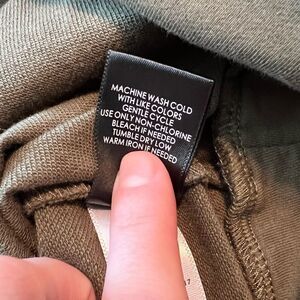 MACHINE WASH COLD
WITH LIKE COLORS
GENTLE CYCLE
USE ONLY NON-CHLORINE
BLEACH IF NEEDED
TUMBLE DRY LOW
WARM IRON IF NEEDED